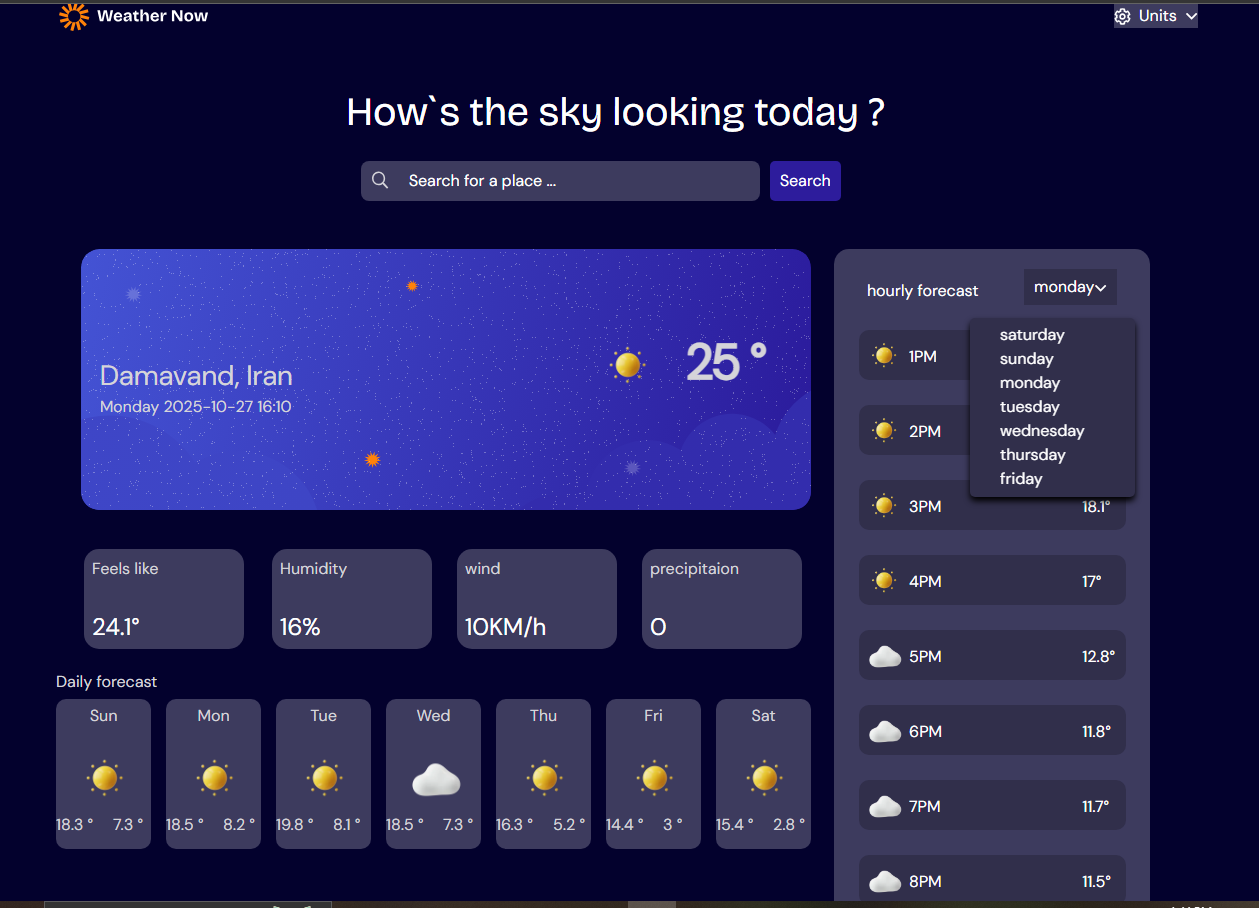 Weather Now
Units
How`s the sky looking today ?
Search for a place ...
Search
Damavand, Iran
Monday 2025-10-27 16:10
25 °
Feels like
24.1°
Humidity
16%
wind
10KM/h
precipitaion
0
Daily forecast
Sun
18.3 ° 7.3 °
Mon
18.5 ° 8.2 °
Tue
19.8 ° 8.1 °
Wed
18.5 ° 7.3 °
Thu
16.3 ° 5.2 °
Fri
14.4 ° 3 °
Sat
15.4 ° 2.8 °
hourly forecast
monday
saturday
sunday
monday
tuesday
wednesday
thursday
friday
1PM
2PM
3PM 18.1°
4PM 17°
5PM 12.8°
6PM 11.8°
7PM 11.7°
8PM 11.5°